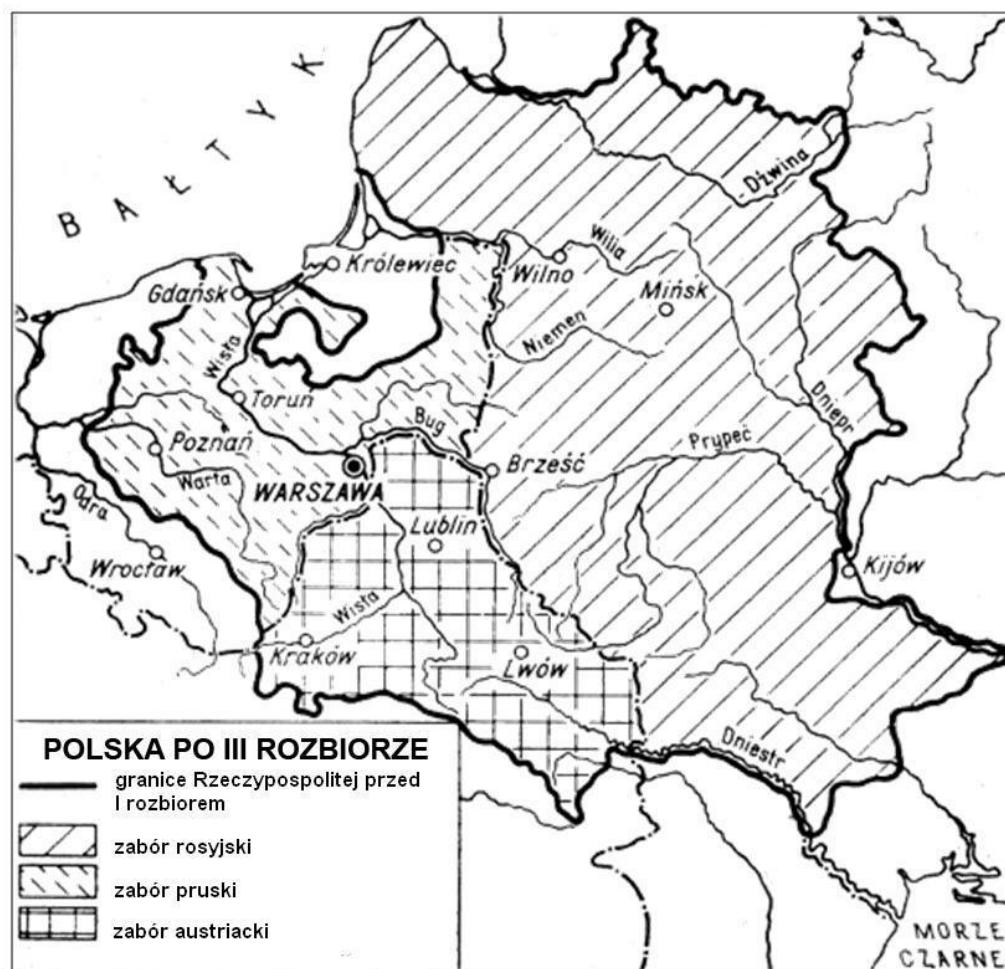 BAŁTYK
Dźwina
Królewiec
Wilno
Wilia
Gdańsk
Mińsk
Niemen
Wisła
Toruń
Dniepr
Bug
Prypeć
Poznań
Brześć
WARSZAWA
Warta
Odra
Lublin
Wrocław
Kijów
Wisła
Kraków
Lwów
Dniestr
POLSKA PO III ROZBIORZE
granice Rzeczypospolitej przed
I rozbiorem
zabór rosyjski
zabór pruski
zabór austriacki
MORZE
CZARNE